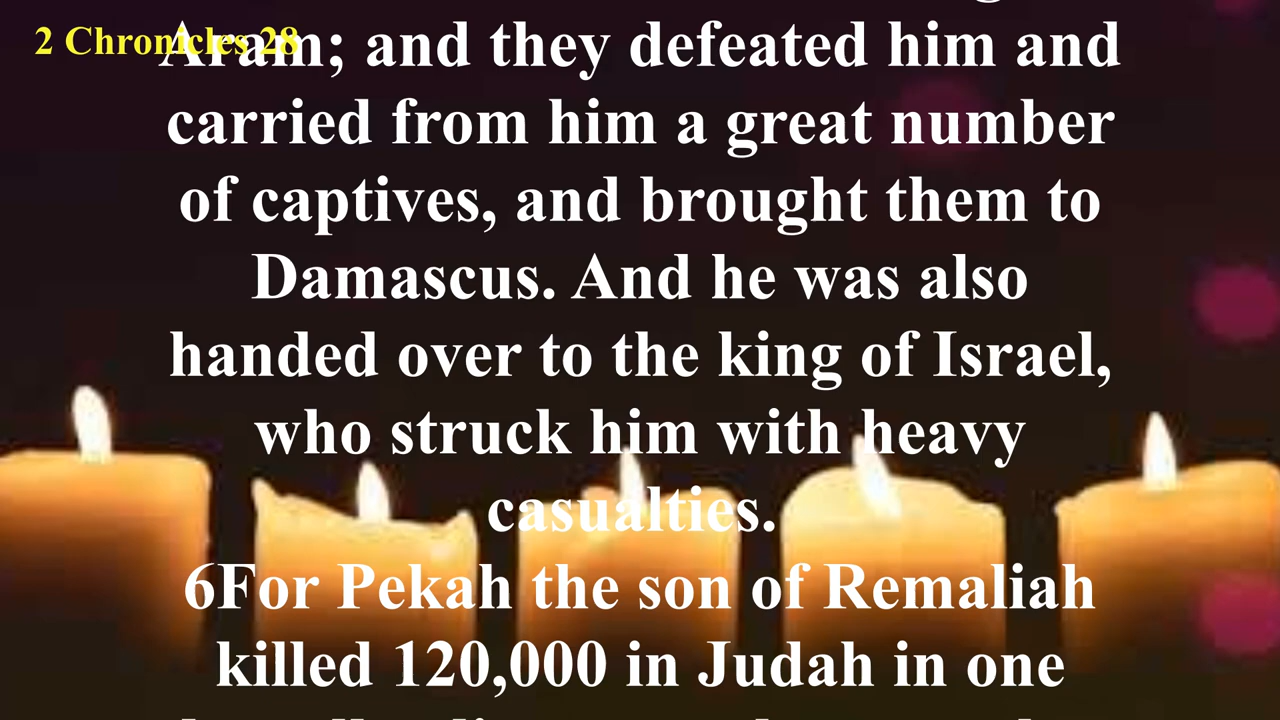 2 Chronicles 28
Aram; and they defeated him and
carried from him a great number
of captives, and brought them to
Damascus. And he was also
handed over to the king of Israel,
who struck him with heavy
casualties.
6For Pekah the son of Remaliah
killed 120,000 in Judah in one